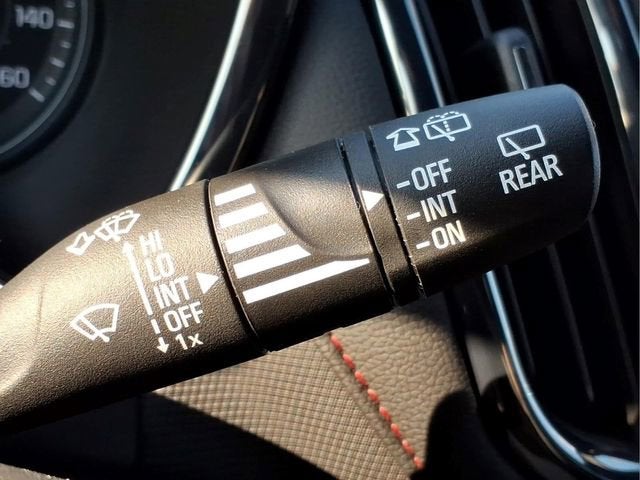 140
60
HI
LO
INT
OFF
1x
-OFF
-INT
-ON
REAR